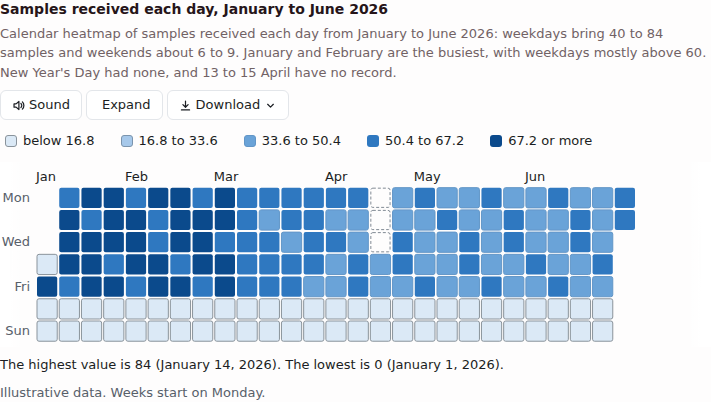 Samples received each day, January to June 2026
Calendar heatmap of samples received each day from January to June 2026: weekdays bring 40 to 84
samples and weekends about 6 to 9. January and February are the busiest, with weekdays mostly above 60.
New Year's Day had none, and 13 to 15 April have no record.
Sound Expand Download
below 16.8 16.8 to 33.6 33.6 to 50.4 50.4 to 67.2 67.2 or more
Jan Feb Mar Apr May Jun
Mon
Wed
Fri
Sun
The highest value is 84 (January 14, 2026). The lowest is 0 (January 1, 2026).
Illustrative data. Weeks start on Monday.